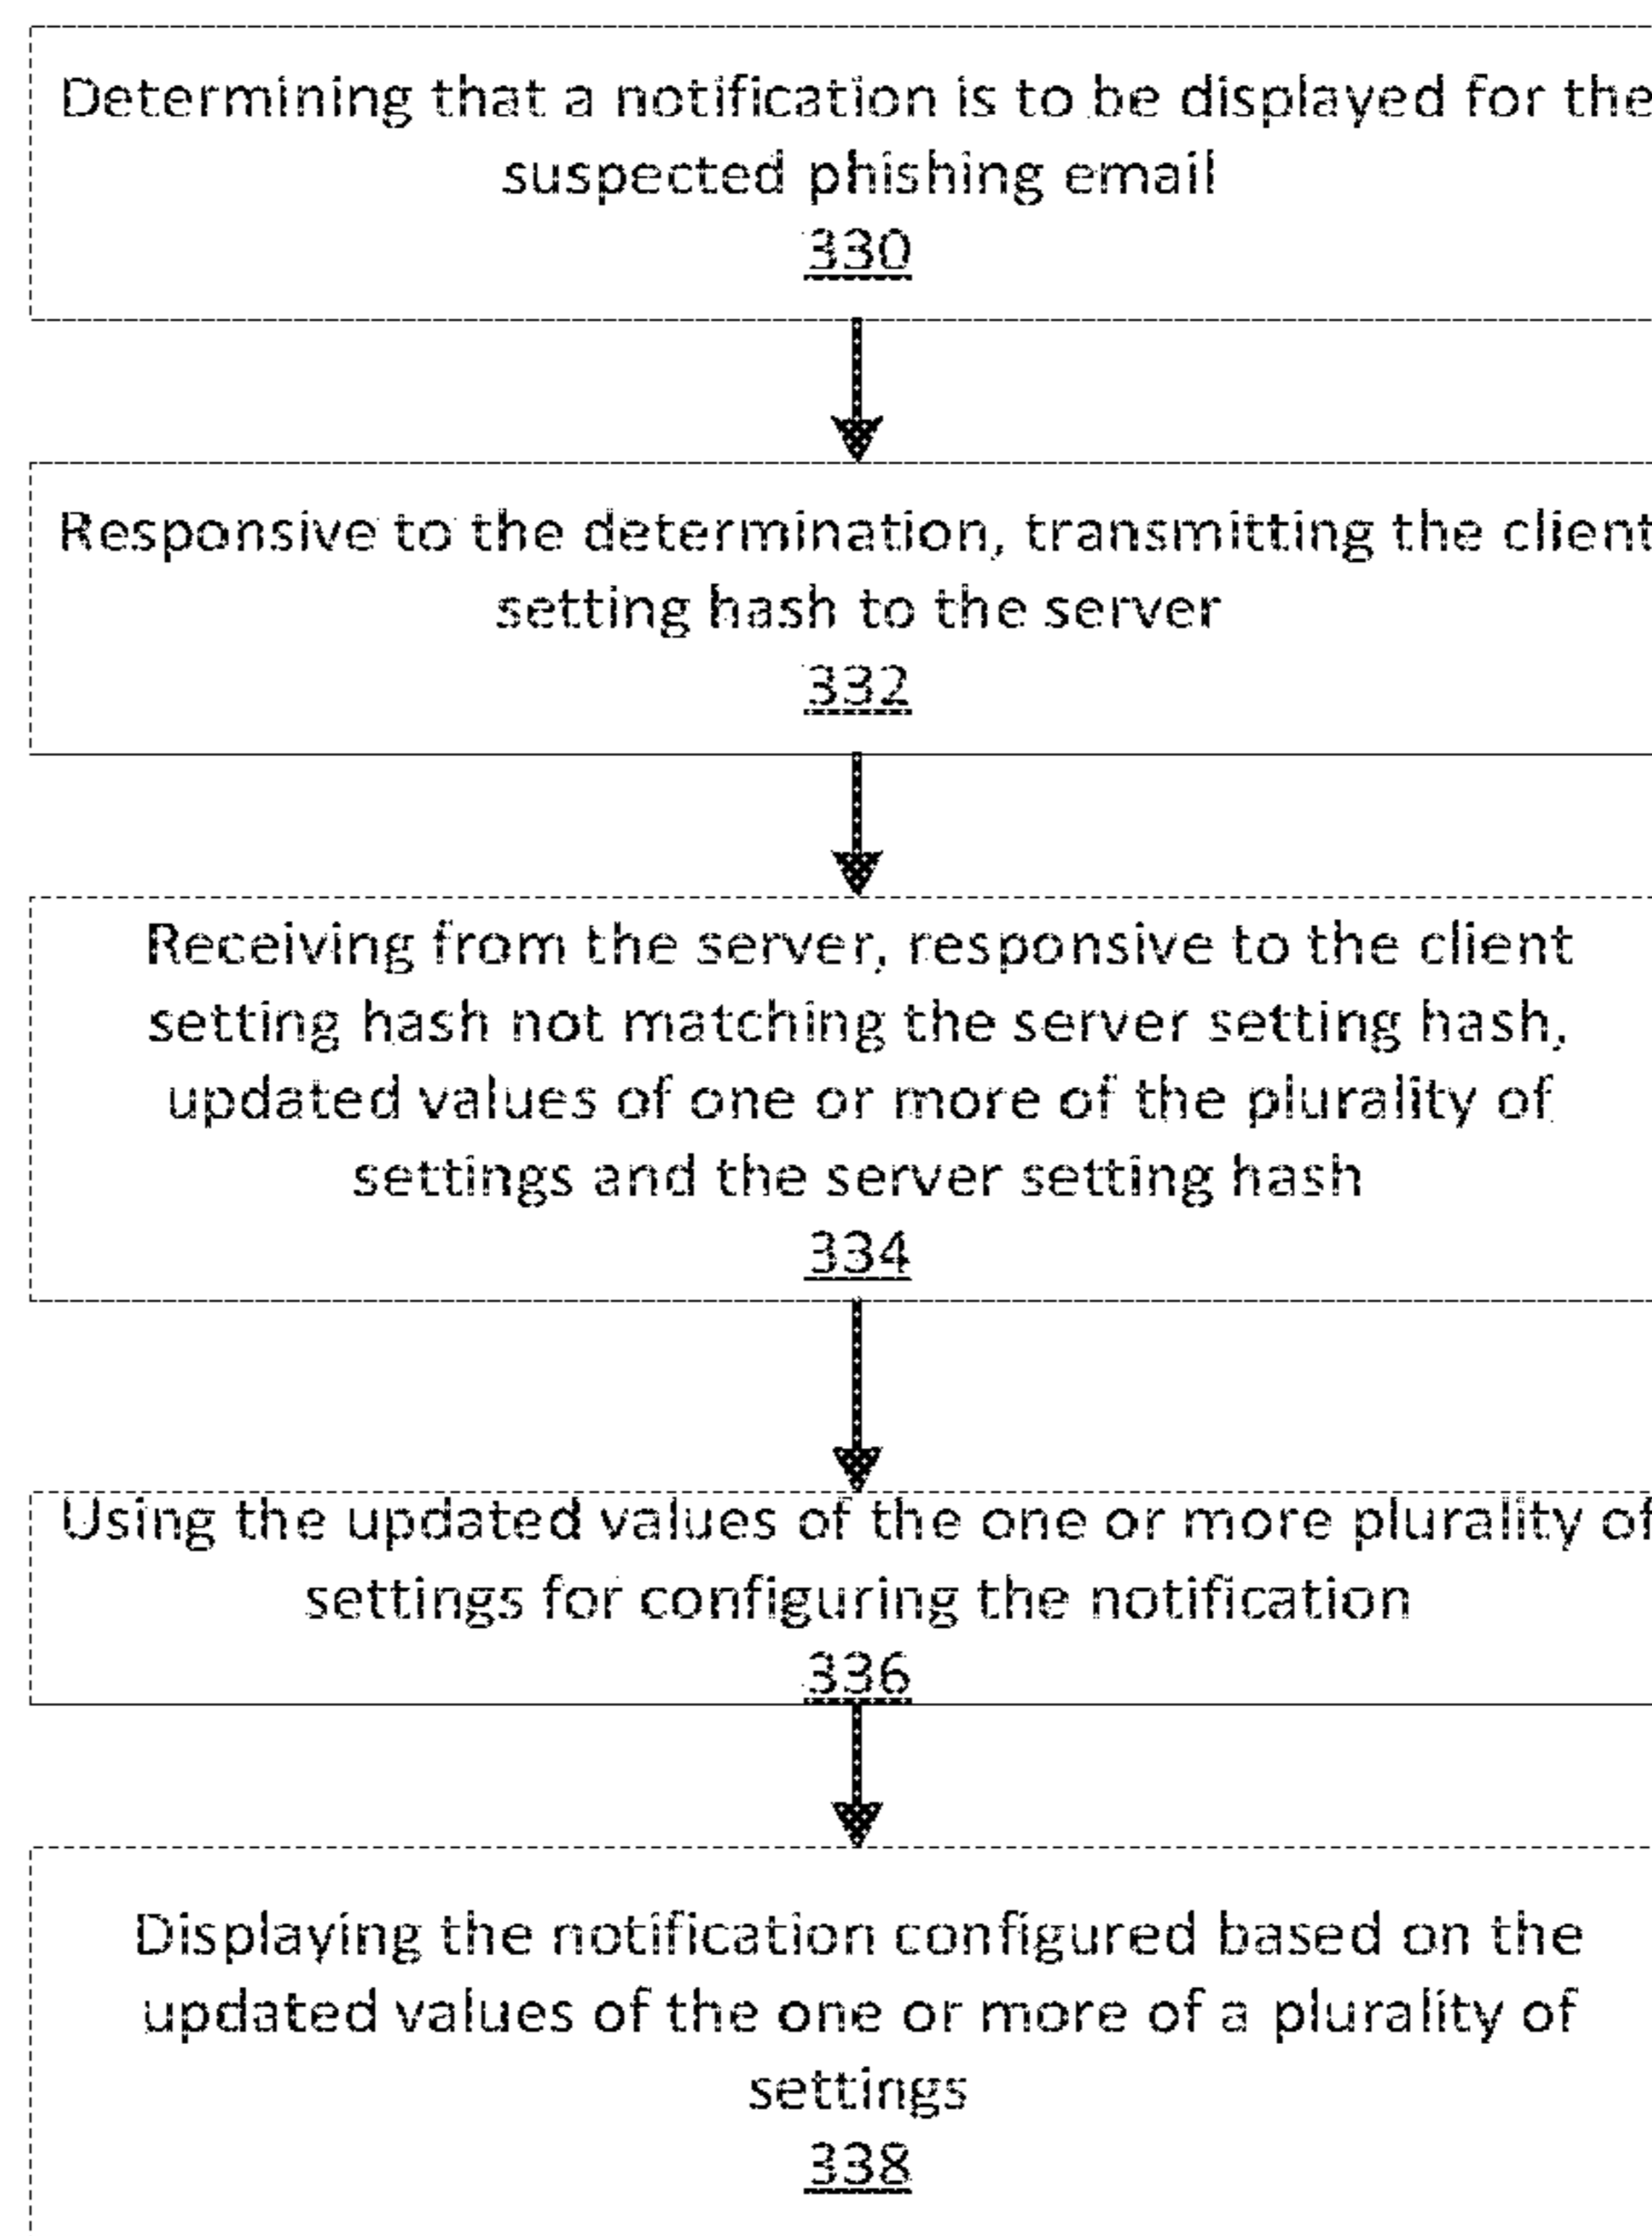 Determining that a notification is to be displayed for the
suspected phishing email
330
Responsive to the determination, transmitting the client
setting hash to the server
332
Receiving from the server, responsive to the client
setting hash not matching the server setting hash,
updated values of one or more of the plurality of
settings and the server setting hash
334
Using the updated values of the one or more plurality of
settings for configuring the notification
336
Displaying the notification configured based on the
updated values of the one or more of a plurality of
settings
338